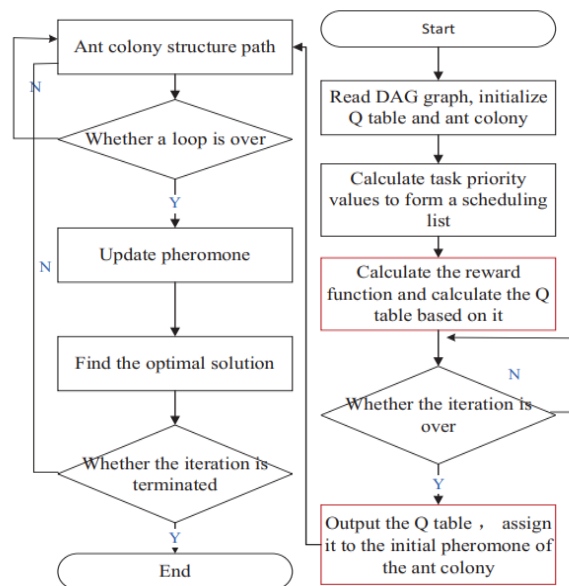 Start
Read DAG graph, initialize
Q table and ant colony
Calculate task priority
values to form a scheduling
list
Calculate the reward
function and calculate the Q
table based on it
N
Whether the iteration is
over
Y
Output the Q table ， assign
it to the initial pheromone of
the ant colony
Ant colony structure path
N
Whether a loop is over
Y
Update pheromone
N
Find the optimal solution
Whether the iteration is
terminated
Y
End